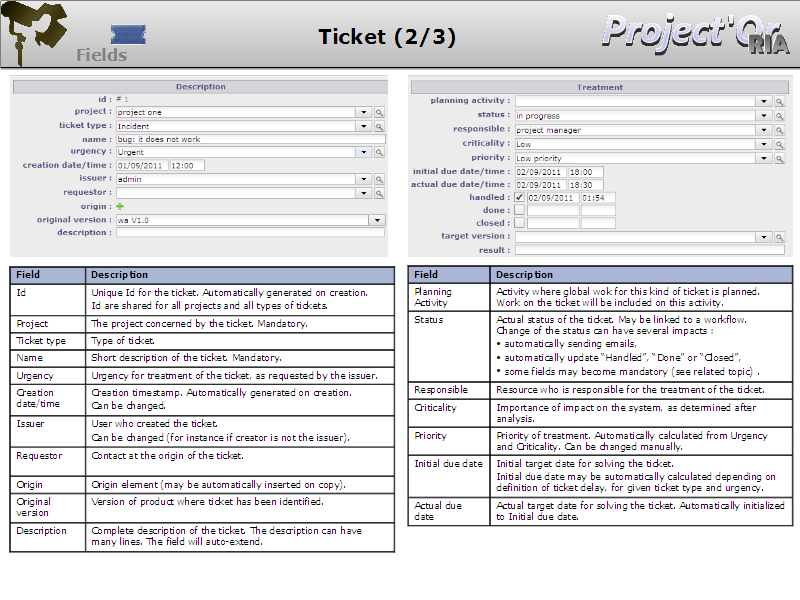 Ticket (2/3)
Fields
Project'Or
RIA
Description
id : # 1
project : project one
ticket type : Incident
name : bug: it does not work
urgency : Urgent
creation date/time : 01/09/2011 12:00
issuer : admin
requestor :
origin :
original version : wa V1.0
description :
Field Description
Id Unique Id for the ticket. Automatically generated on creation.
Id are shared for all projects and all types of tickets.
Project The project concerned by the ticket. Mandatory.
Ticket type Type of ticket.
Name Short description of the ticket. Mandatory.
Urgency Urgency for treatment of the ticket, as requested by the issuer.
Creation date/time Creation timestamp. Automatically generated on creation.
Can be changed.
Issuer User who created the ticket.
Can be changed (for instance if creator is not the issuer).
Requestor Contact at the origin of the ticket.
Origin Origin element (may be automatically inserted on copy).
Original version Version of product where ticket has been identified.
Description Complete description of the ticket. The description can have
many lines. The field will auto-extend.
Treatment
planning activity :
status : in progress
responsible : project manager
criticality : Low
priority : Low priority
initial due date/time : 02/09/2011 18:00
actual due date/time : 02/09/2011 18:30
handled : 02/09/2011 01:54
done :
closed :
target version :
result :
Field Description
Planning Activity Activity where global wok for this kind of ticket is planned.
Work on the ticket will be included on this activity.
Status Actual status of the ticket. May be linked to a workflow.
Change of the status can have several impacts :
• automatically sending emails,
• automatically update “Handled”, “Done” or “Closed”,
• some fields may become mandatory (see related topic) .
Responsible Resource who is responsible for the treatment of the ticket.
Criticality Importance of impact on the system, as determined after
analysis.
Priority Priority of treatment. Automatically calculated from Urgency
and Criticality. Can be changed manually.
Initial due date Initial target date for solving the ticket.
Initial due date may be automatically calculated depending on
definition of ticket delay, for given ticket type and urgency.
Actual due date Actual target date for solving the ticket. Automatically initialized
to Initial due date.